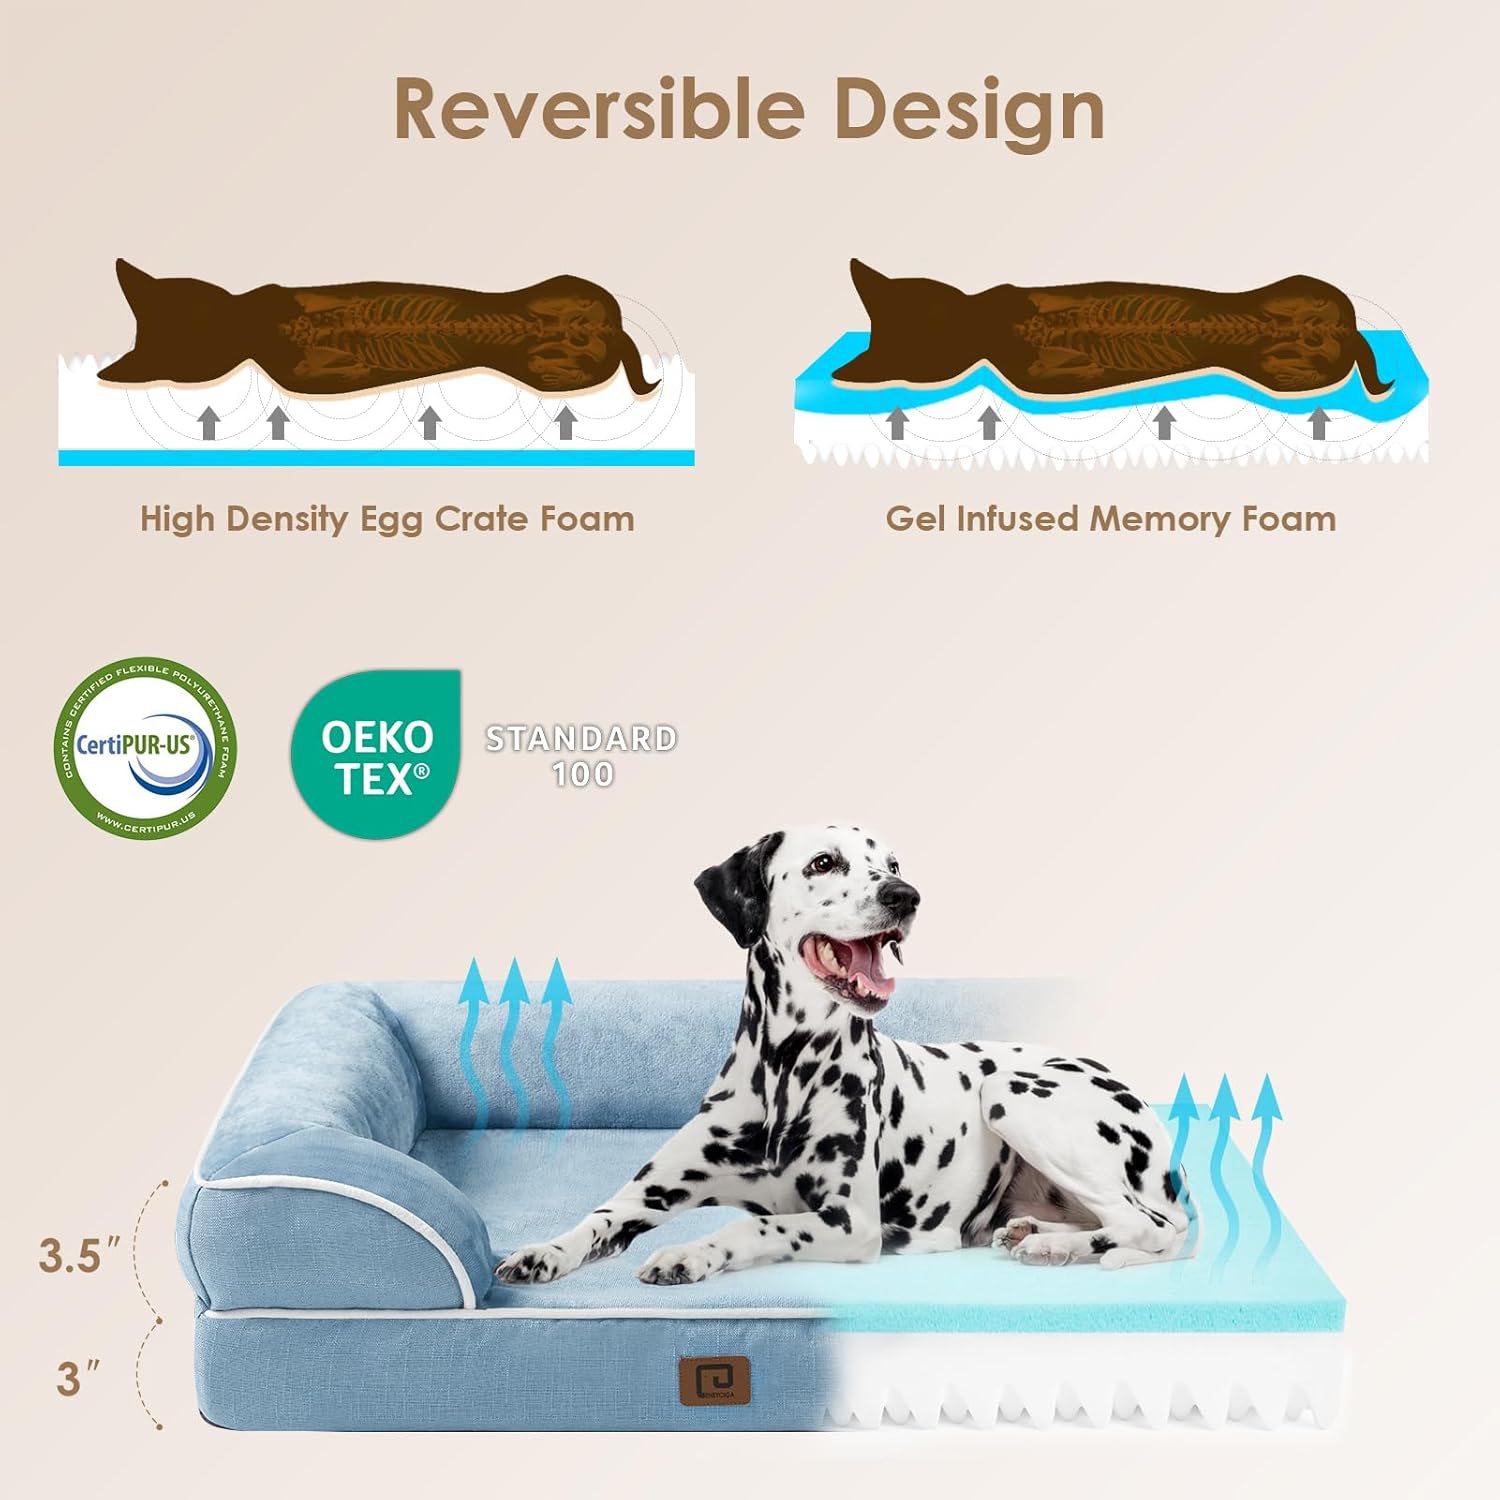 Reversible Design
High Density Egg Crate Foam
Gel Infused Memory Foam
CONTAINS CERTIFIED FLEXIBLE POLYURETHANE FOAM
CertiPUR-US®
WWW.CERTIPUR.US
OEKO
TEX®
STANDARD
100
3.5"
3"